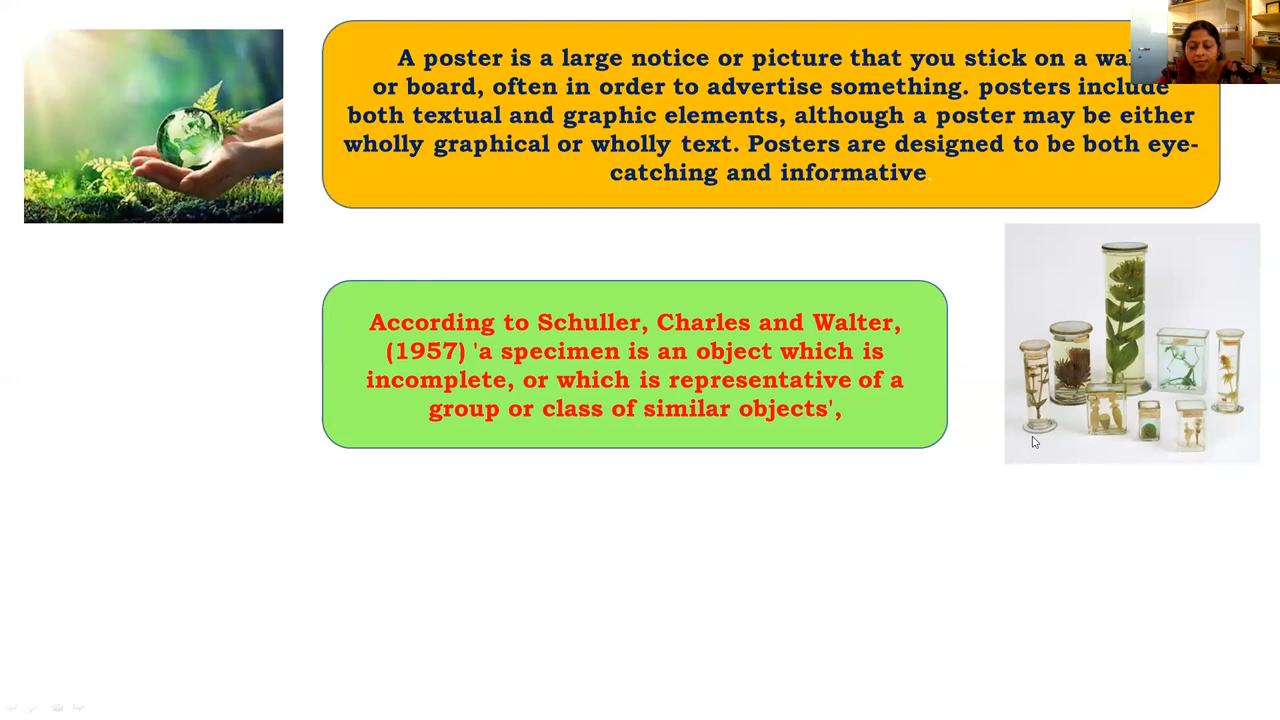 A poster is a large notice or picture that you stick on a
or board, often in order to advertise something. posters include
both textual and graphic elements, although a poster may be either
wholly graphical or wholly text. Posters are designed to be both eye-
catching and informative.
According to Schuller, Charles and Walter,
(1957) 'a specimen is an object which is
incomplete, or which is representative of a
group or class of similar objects',